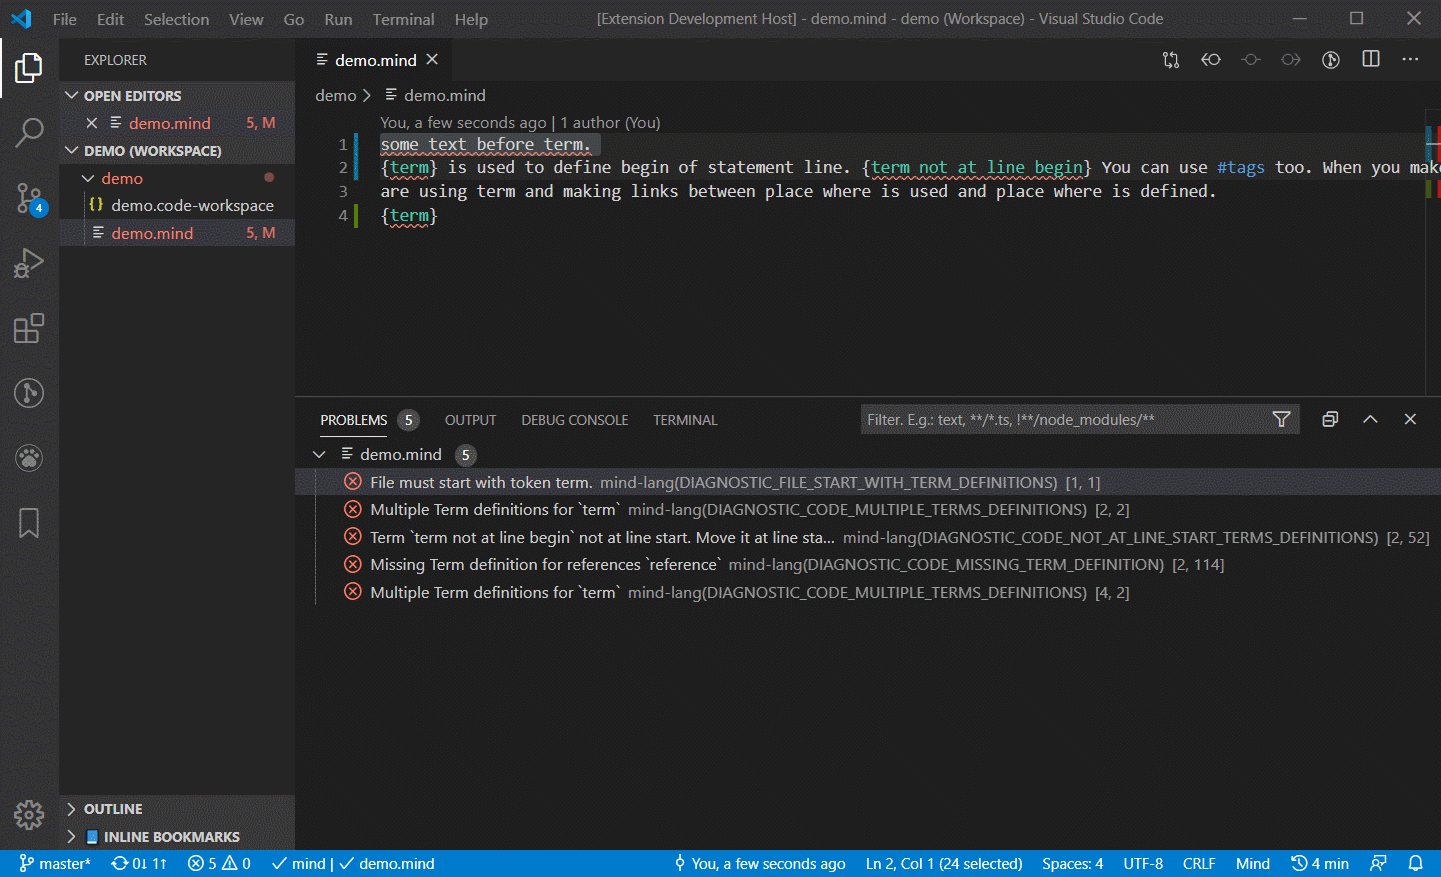 File Edit Selection View Go Run Terminal Help [Extension Development Host] - demo.mind - demo (Workspace) - Visual Studio Code
EXPLORER
OPEN EDITORS
demo.mind 5, M
DEMO (WORKSPACE)
demo
{} demo.code-workspace
demo.mind 5, M
4
OUTLINE
INLINE BOOKMARKS
demo.mind
demo > demo.mind
You, a few seconds ago | 1 author (You)
1 some text before term.
2 {term} is used to define begin of statement line. {term not at line begin} You can use #tags too. When you mak
3 are using term and making links between place where is used and place where is defined.
4 {term}
PROBLEMS 5 OUTPUT DEBUG CONSOLE TERMINAL Filter. E.g.: text, **/*.ts, !**/node_modules/**
demo.mind 5
File must start with token term. mind-lang(DIAGNOSTIC_FILE_START_WITH_TERM_DEFINITIONS) [1, 1]
Multiple Term definitions for `term` mind-lang(DIAGNOSTIC_CODE_MULTIPLE_TERMS_DEFINITIONS) [2, 2]
Term `term not at line begin` not at line start. Move it at line sta... mind-lang(DIAGNOSTIC_CODE_NOT_AT_LINE_START_TERMS_DEFINITIONS) [2, 52]
Missing Term definition for references `reference` mind-lang(DIAGNOSTIC_CODE_MISSING_TERM_DEFINITION) [2, 114]
Multiple Term definitions for `term` mind-lang(DIAGNOSTIC_CODE_MULTIPLE_TERMS_DEFINITIONS) [4, 2]
master* 0↓ 1↑ 5 0 mind | demo.mind You, a few seconds ago Ln 2, Col 1 (24 selected) Spaces: 4 UTF-8 CRLF Mind 4 min